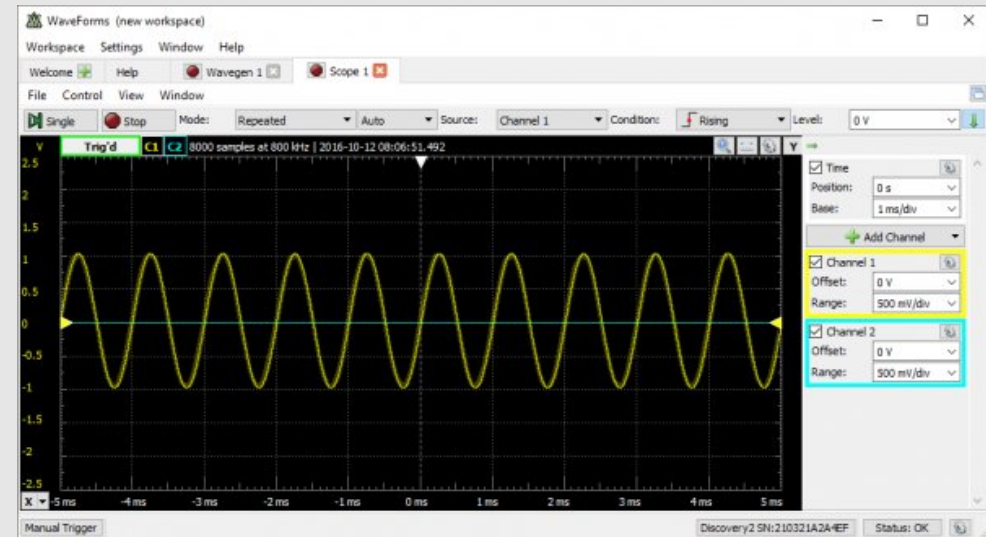 WaveForms (new workspace)
Workspace Settings Window Help
Welcome Help Wavegen 1 Scope 1
File Control View Window
Single Stop Mode: Repeated Auto Source: Channel 1 Condition: Rising Level: 0 V
V Trig'd C1 C2 8000 samples at 800 kHz | 2016-10-12 08:06:51.492 Y
2.5
2
1.5
1
0.5
0
-0.5
-1
-1.5
-2
-2.5
X -5 ms -4 ms -3 ms -2 ms -1 ms 0 ms 1 ms 2 ms 3 ms 4 ms 5 ms
Time
Position: 0 s
Base: 1 ms/div
Add Channel
Channel 1
Offset: 0 V
Range: 500 mV/div
Channel 2
Offset: 0 V
Range: 500 mV/div
Manual Trigger Discovery2 SN:210321A2A4EF Status: OK